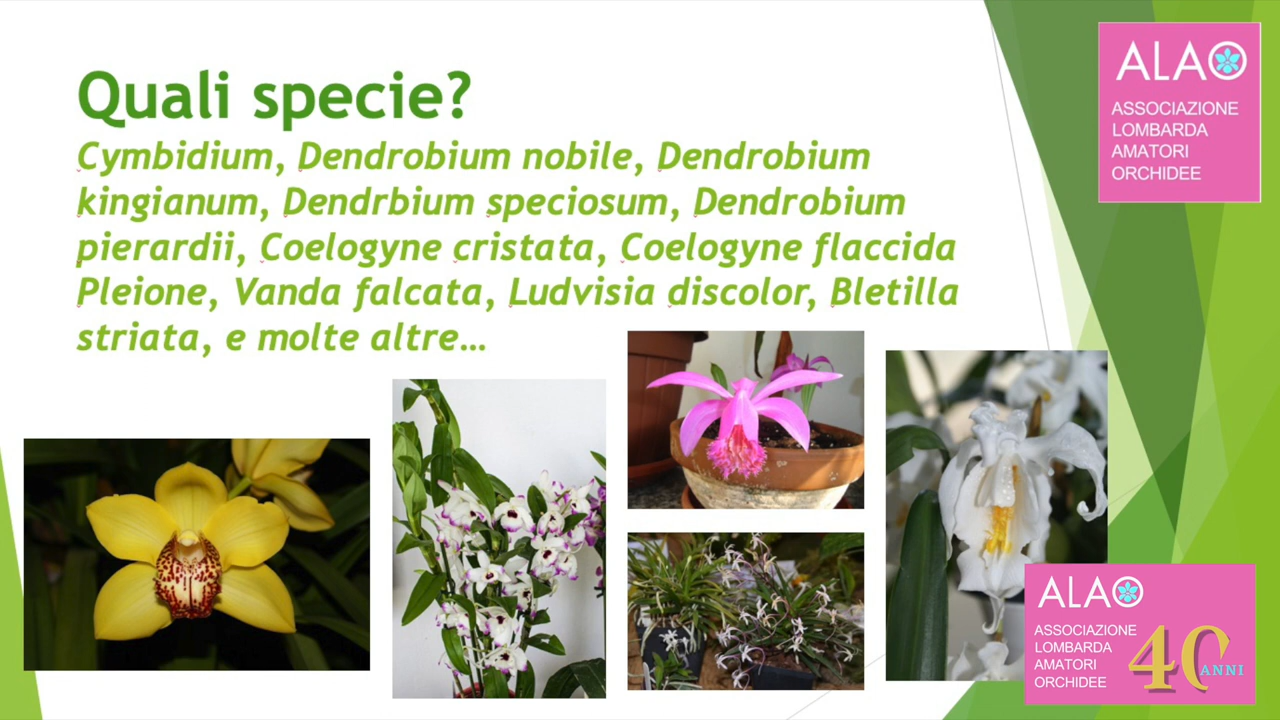 Quali specie?
Cymbidium, Dendrobium nobile, Dendrobium
kingianum, Dendrbium speciosum, Dendrobium
pierardii, Coelogyne cristata, Coelogyne flaccida
Pleione, Vanda falcata, Ludvisia discolor, Bletilla
striata, e molte altre…
ALAO
ASSOCIAZIONE
LOMBARDA
AMATORI
ORCHIDEE
ALAO
ASSOCIAZIONE
LOMBARDA
AMATORI
ORCHIDEE
40
ANNI